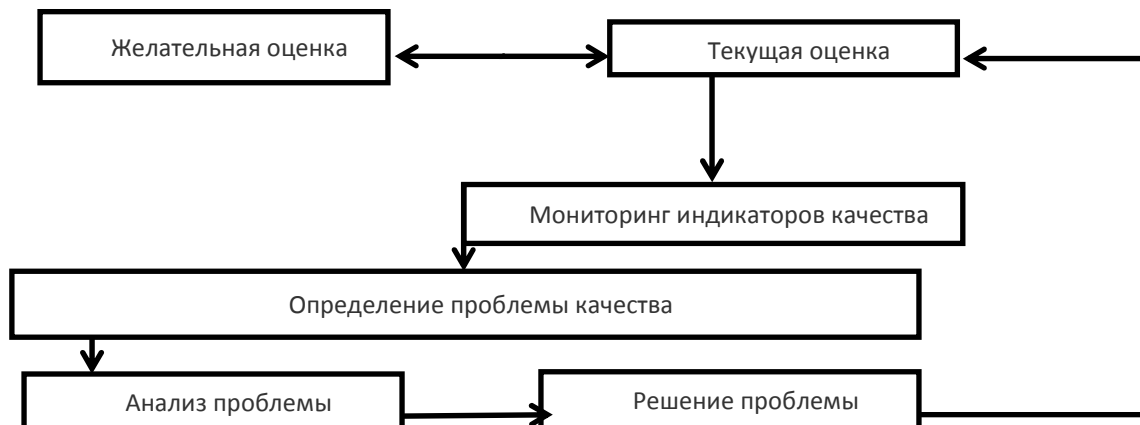 Желательная оценка
Текущая оценка
Мониторинг индикаторов качества
Определение проблемы качества
Анализ проблемы
Решение проблемы